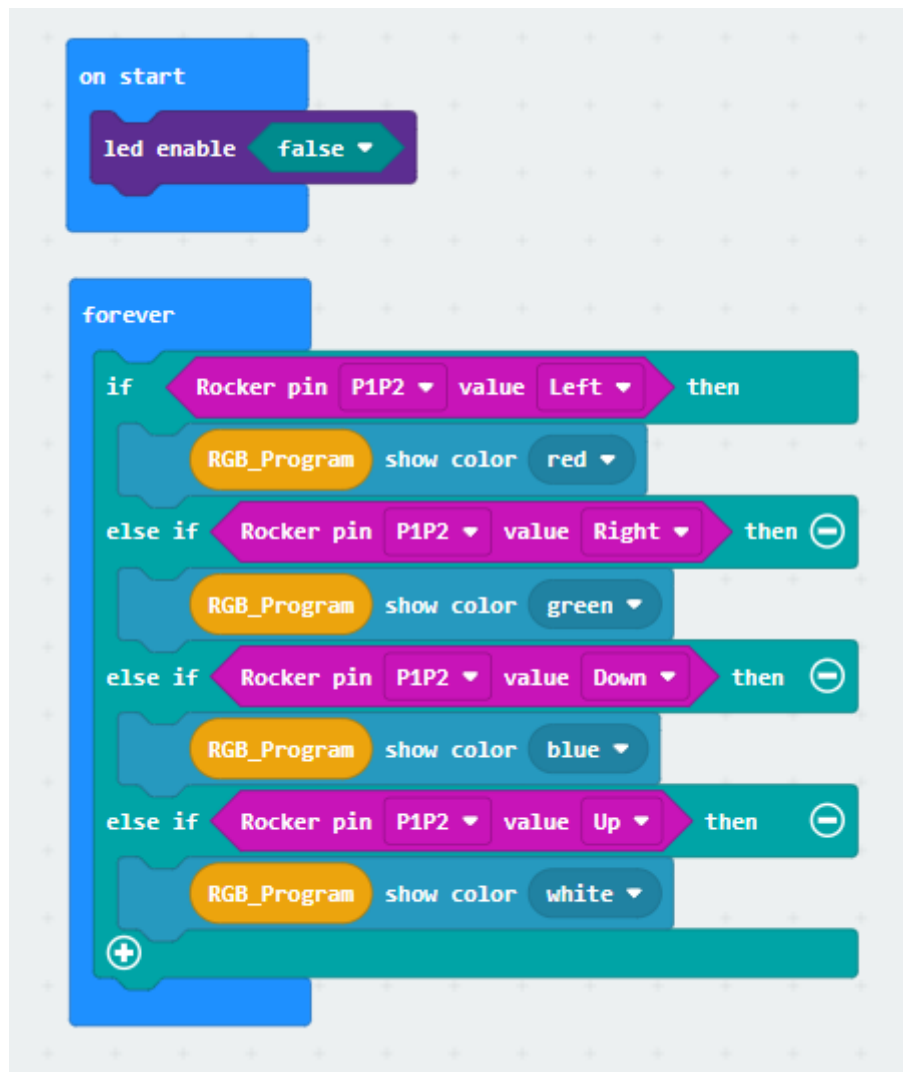 on start
led enable false
forever
if Rocker pin P1P2 value Left then
RGB_Program show color red
else if Rocker pin P1P2 value Right then
RGB_Program show color green
else if Rocker pin P1P2 value Down then
RGB_Program show color blue
else if Rocker pin P1P2 value Up then
RGB_Program show color white